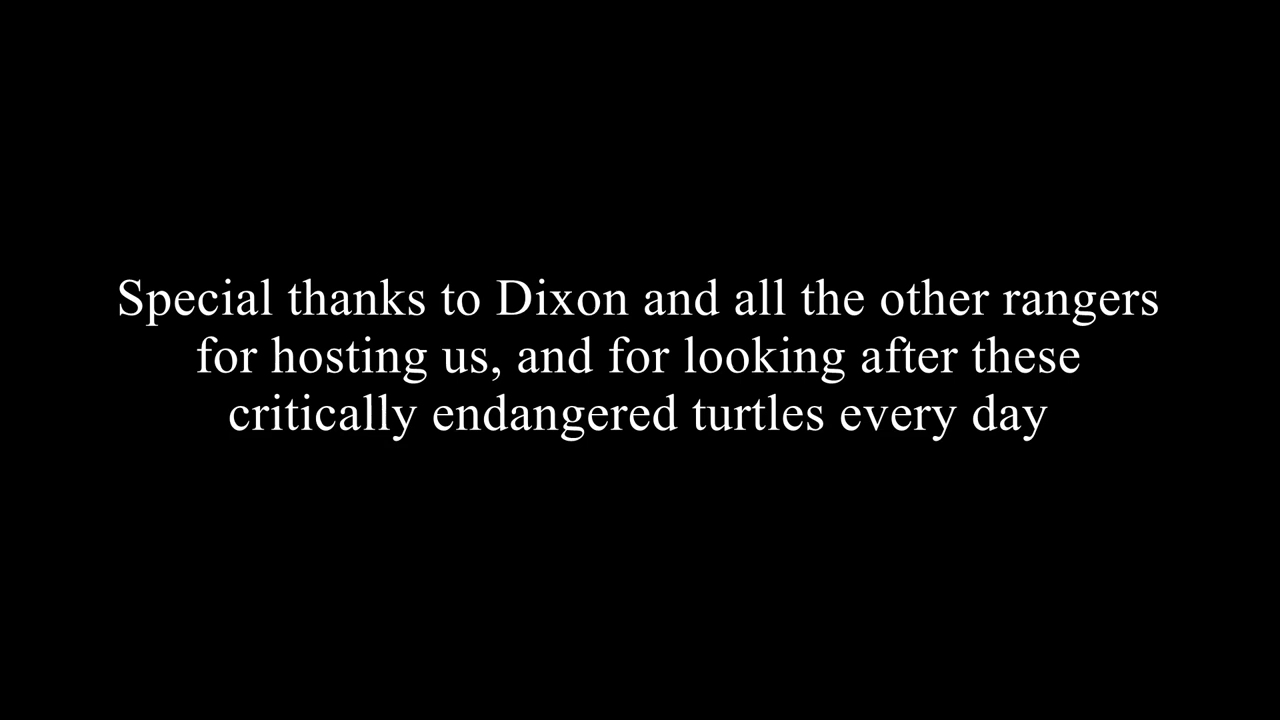 Special thanks to Dixon and all the other rangers
for hosting us, and for looking after these
critically endangered turtles every day